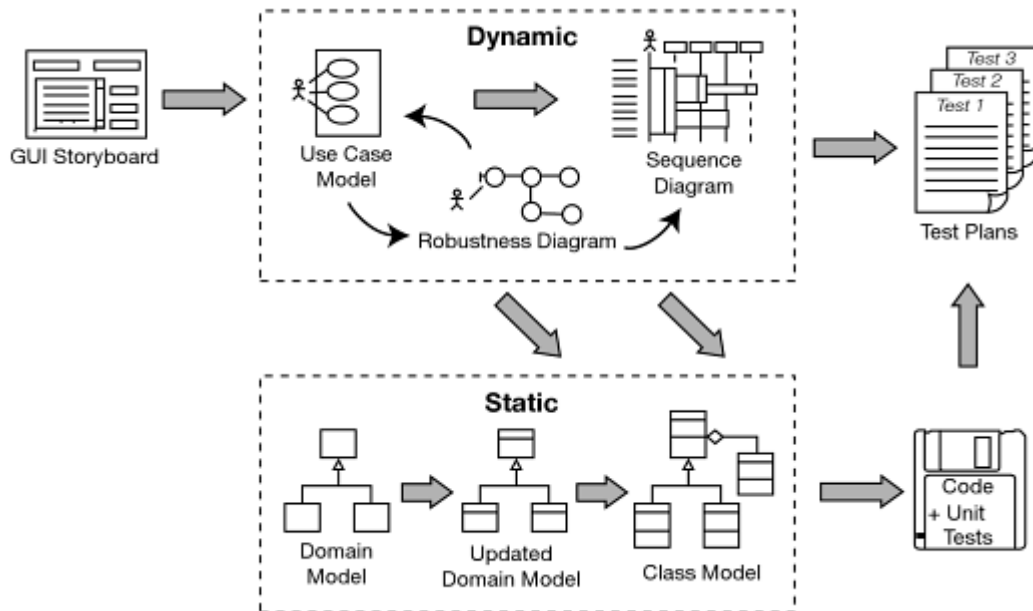 Dynamic
GUI Storyboard
Use Case
Model
Robustness Diagram
Sequence
Diagram
Test 3
Test 2
Test 1
Test Plans
Static
Domain
Model
Updated
Domain Model
Class Model
Code
+ Unit
Tests